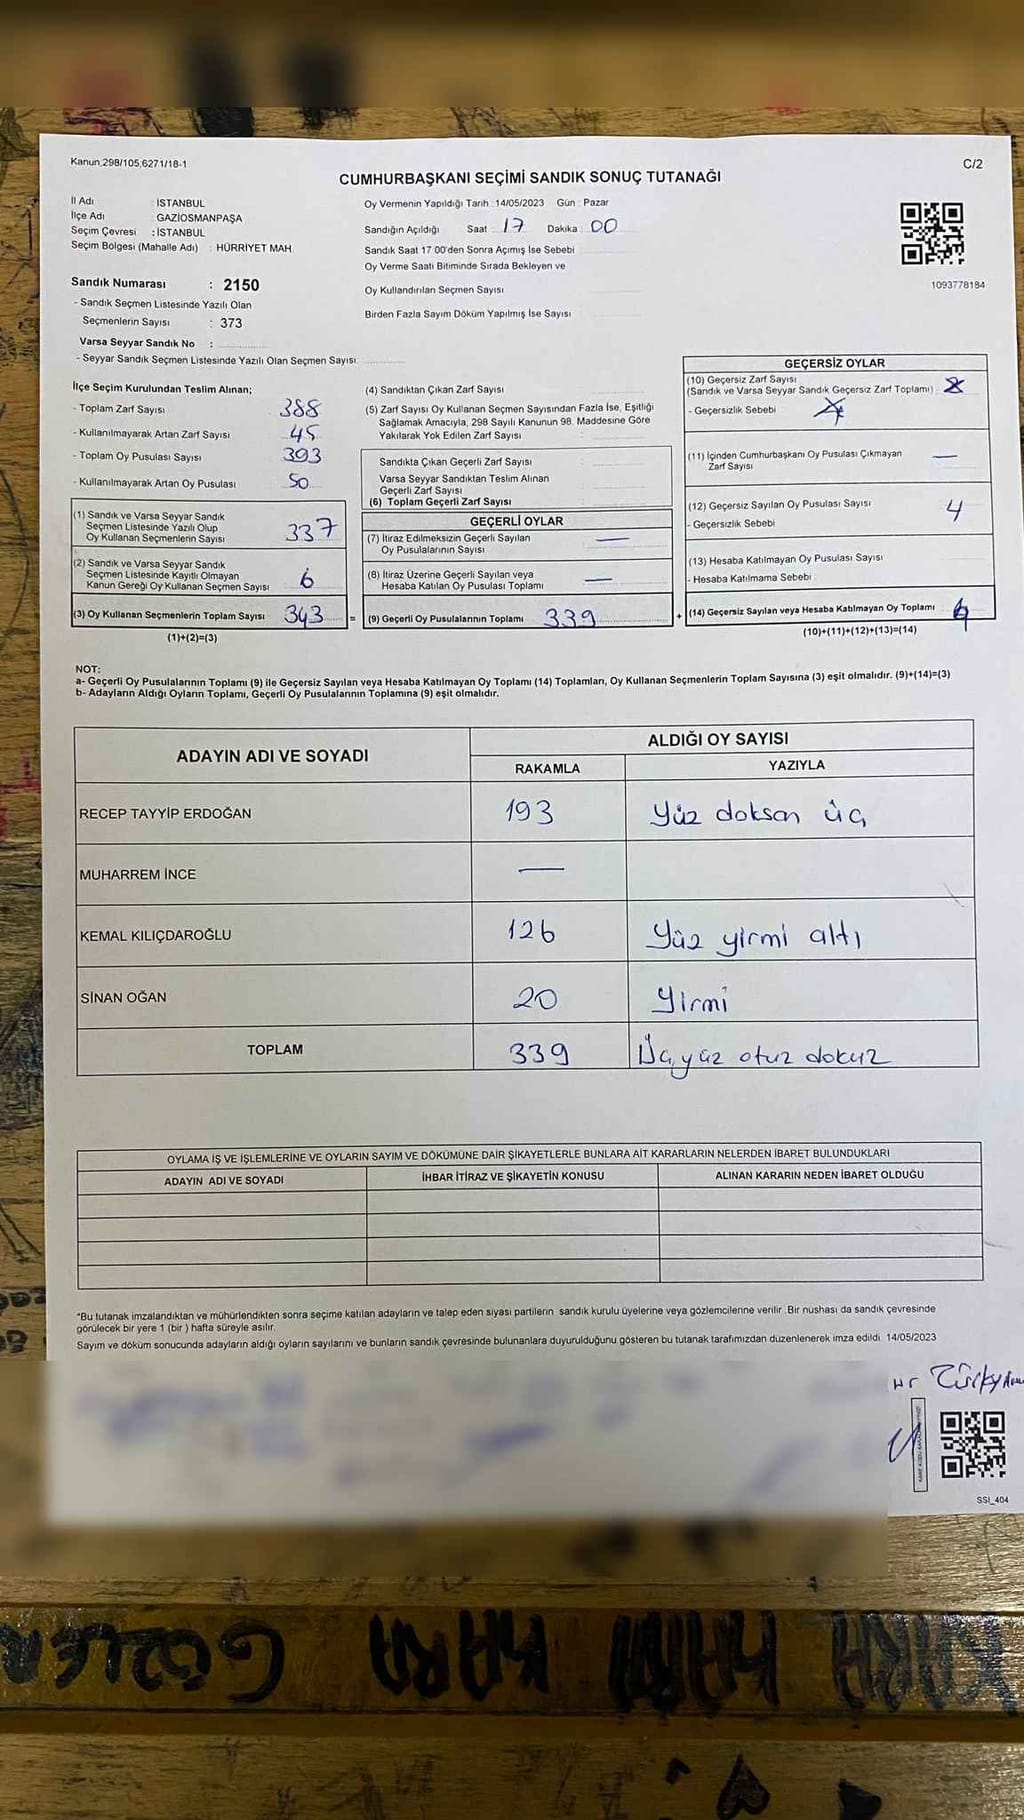 Kanun,298/105,6271/18-1
C/2
CUMHURBAŞKANI SEÇİMİ SANDIK SONUÇ TUTANAĞI
İl Adı : İSTANBUL
İlçe Adı : GAZİOSMANPAŞA
Seçim Çevresi : İSTANBUL
Seçim Bölgesi (Mahalle Adı) : HÜRRİYET MAH
Sandık Numarası : 2150
- Sandık Seçmen Listesinde Yazılı Olan
Seçmenlerin Sayısı : 373
Varsa Seyyar Sandık No :
- Seyyar Sandık Seçmen Listesinde Yazılı Olan Seçmen Sayısı
Oy Vermenin Yapıldığı Tarih : 14/05/2023 Gün : Pazar
Sandığın Açıldığı Saat : 17 Dakika : 00
Sandık Saat 17:00'den Sonra Açımış İse Sebebi
Oy Verme Saati Bitiminde Sırada Bekleyen ve
Oy Kullandırılan Seçmen Sayısı
Birden Fazla Sayım Döküm Yapılmış İse Sayısı
1093778184
İlçe Seçim Kurulundan Teslim Alınan;
- Toplam Zarf Sayısı 388
- Kullanılmayarak Artan Zarf Sayısı 45
- Toplam Oy Pusulası Sayısı 393
- Kullanılmayarak Artan Oy Pusulası 50
(1) Sandık ve Varsa Seyyar Sandık
Seçmen Listesinde Yazılı Olup
Oy Kullanan Seçmenlerin Sayısı 337
(2) Sandık ve Varsa Seyyar Sandık
Seçmen Listesinde Kayıtlı Olmayan
Kanun Gereği Oy Kullanan Seçmen Sayısı 6
(3) Oy Kullanan Seçmenlerin Toplam Sayısı 343 =
(1)+(2)=(3)
(4) Sandıktan Çıkan Zarf Sayısı
(5) Zarf Sayısı Oy Kullanan Seçmen Sayısından Fazla İse, Eşitliği
Sağlamak Amacıyla, 298 Sayılı Kanunun 98. Maddesine Göre
Yakılarak Yok Edilen Zarf Sayısı :
Sandıkta Çıkan Geçerli Zarf Sayısı
Varsa Seyyar Sandıktan Teslim Alınan
Geçerli Zarf Sayısı
(6) Toplam Geçerli Zarf Sayısı
GEÇERLİ OYLAR
(7) İtiraz Edilmeksizin Geçerli Sayılan —
Oy Pusulalarının Sayısı
(8) İtiraz Üzerine Geçerli Sayılan veya —
Hesaba Katılan Oy Pusulası Toplamı
(9) Geçerli Oy Pusulalarının Toplamı 339 +
GEÇERSİZ OYLAR
(10) Geçersiz Zarf Sayısı
(Sandık ve Varsa Seyyar Sandık Geçersiz Zarf Toplamı) :
- Geçersizlik Sebebi
(11) İçinden Cumhurbaşkanı Oy Pusulası Çıkmayan —
Zarf Sayısı
(12) Geçersiz Sayılan Oy Pusulası Sayısı 4
- Geçersizlik Sebebi
(13) Hesaba Katılmayan Oy Pusulası Sayısı
- Hesaba Katılmama Sebebi
(14) Geçersiz Sayılan veya Hesaba Katılmayan Oy Toplamı
(10)+(11)+(12)+(13)=(14)
NOT:
a- Geçerli Oy Pusulalarının Toplamı (9) ile Geçersiz Sayılan veya Hesaba Katılmayan Oy Toplamı (14) Toplamları, Oy Kullanan Seçmenlerin Toplam Sayısına (3) eşit olmalıdır. (9)+(14)=(3)
b- Adayların Aldığı Oyların Toplamı, Geçerli Oy Pusulalarının Toplamına (9) eşit olmalıdır.
ADAYIN ADI VE SOYADI
ALDIĞI OY SAYISI
RAKAMLA YAZIYLA
RECEP TAYYİP ERDOĞAN 193 Yüz doksan üç
MUHARREM İNCE —
KEMAL KILIÇDAROĞLU 126 Yüz yirmi altı
SİNAN OĞAN 20 Yirmi
TOPLAM 339 Üçyüz otuz dokuz
OYLAMA İŞ VE İŞLEMLERİNE VE OYLARIN SAYIM VE DÖKÜMÜNE DAİR ŞİKAYETLERLE BUNLARA AİT KARARLARIN NELERDEN İBARET BULUNDUKLARI
ADAYIN ADI VE SOYADI İHBAR İTİRAZ VE ŞİKAYETİN KONUSU ALINAN KARARIN NEDEN İBARET OLDUĞU
*Bu tutanak imzalandıktan ve mühürlendikten sonra seçime katılan adayların ve talep eden siyasi partilerin sandık kurulu üyelerine veya gözlemcilerine verilir. Bir nushası da sandık çevresinde
görülecek bir yere 1 (bir ) hafta süreyle asılır.
Sayım ve döküm sonucunda adayların aldığı oyların sayılarını ve bunların sandık çevresinde bulunanlara duyurulduğunu gösteren bu tutanak tarafımızdan düzenlenerek imza edildi. 14/05/2023
SSI_404
KARA KARA
GÖZLER